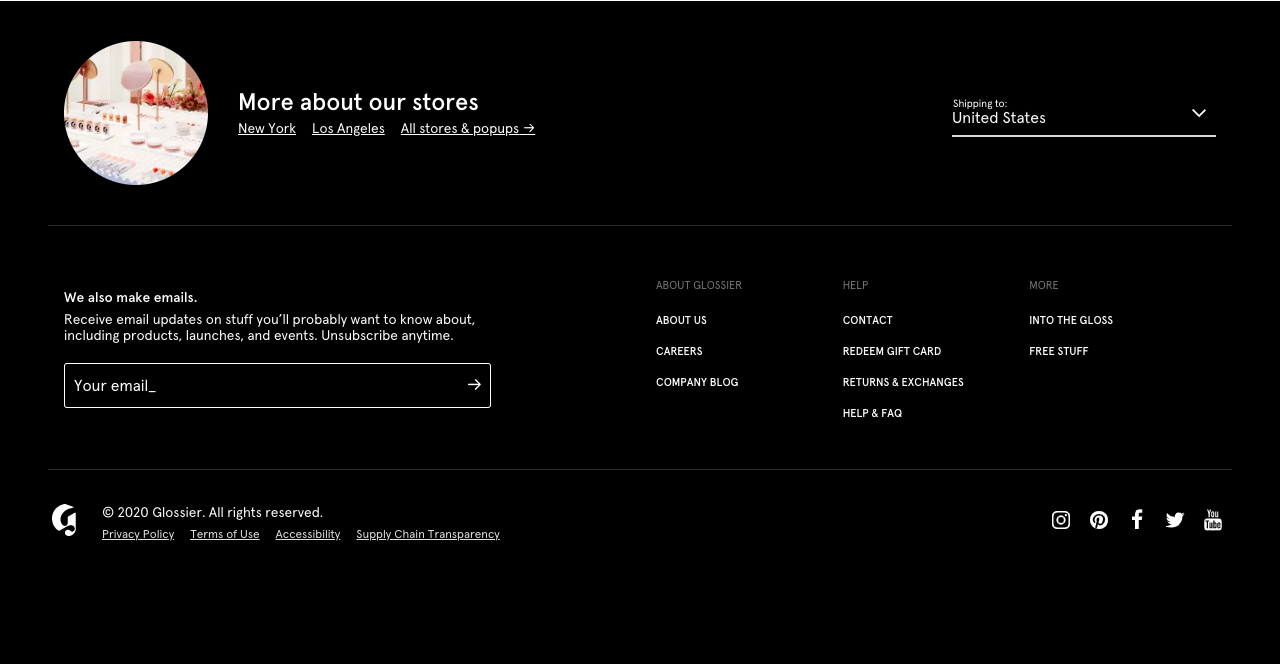 More about our stores
New York Los Angeles All stores & popups →
Shipping to:
United States
We also make emails.
Receive email updates on stuff you’ll probably want to know about,
including products, launches, and events. Unsubscribe anytime.
Your email_ →
ABOUT GLOSSIER
ABOUT US
CAREERS
COMPANY BLOG
HELP
CONTACT
REDEEM GIFT CARD
RETURNS & EXCHANGES
HELP & FAQ
MORE
INTO THE GLOSS
FREE STUFF
G
© 2020 Glossier. All rights reserved.
Privacy Policy Terms of Use Accessibility Supply Chain Transparency
You
Tube